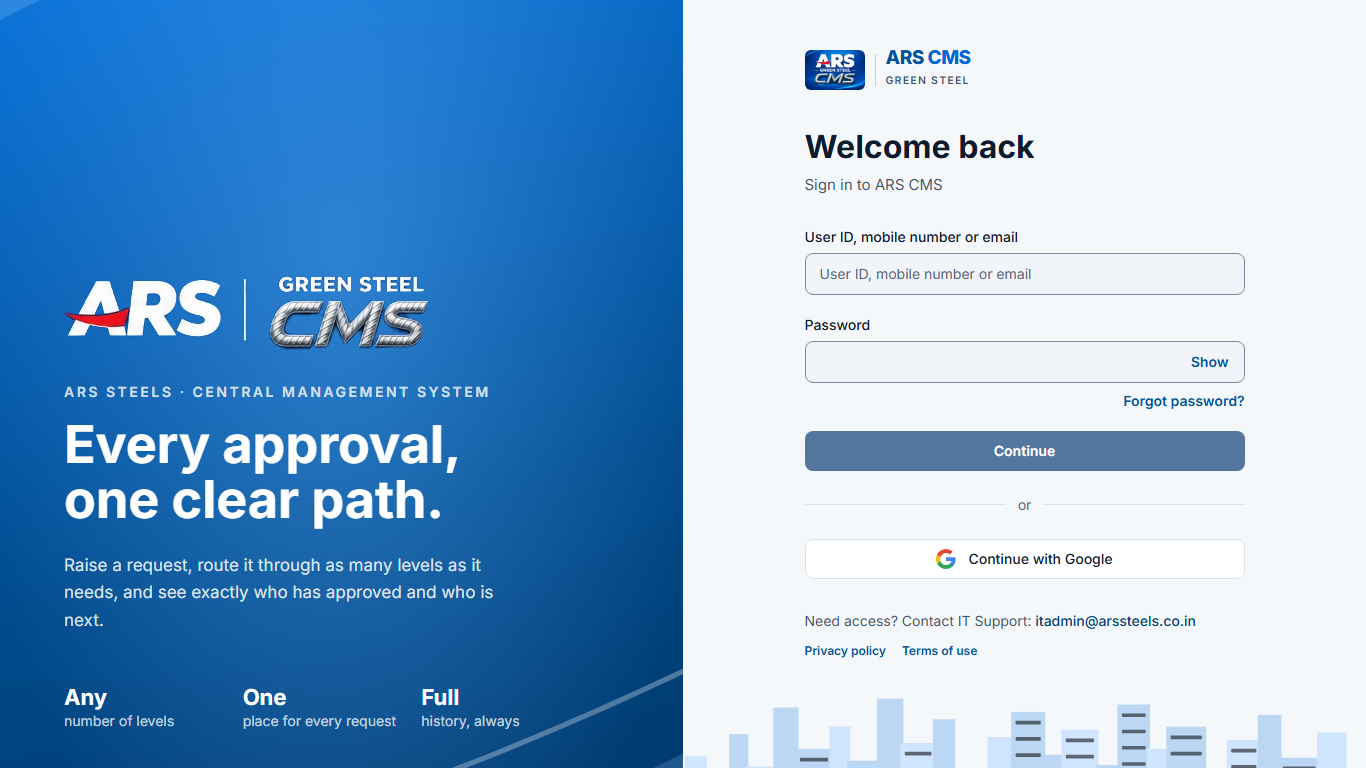 ARS
GREEN STEEL
CMS
ARS STEELS · CENTRAL MANAGEMENT SYSTEM
Every approval,
one clear path.
Raise a request, route it through as many levels as it
needs, and see exactly who has approved and who is
next.
Any
number of levels
One
place for every request
Full
history, always
ARS
GREEN STEEL
CMS
ARS CMS
GREEN STEEL
Welcome back
Sign in to ARS CMS
User ID, mobile number or email
User ID, mobile number or email
Password
Show
Forgot password?
Continue
or
Continue with Google
Need access? Contact IT Support: itadmin@arssteels.co.in
Privacy policy Terms of use